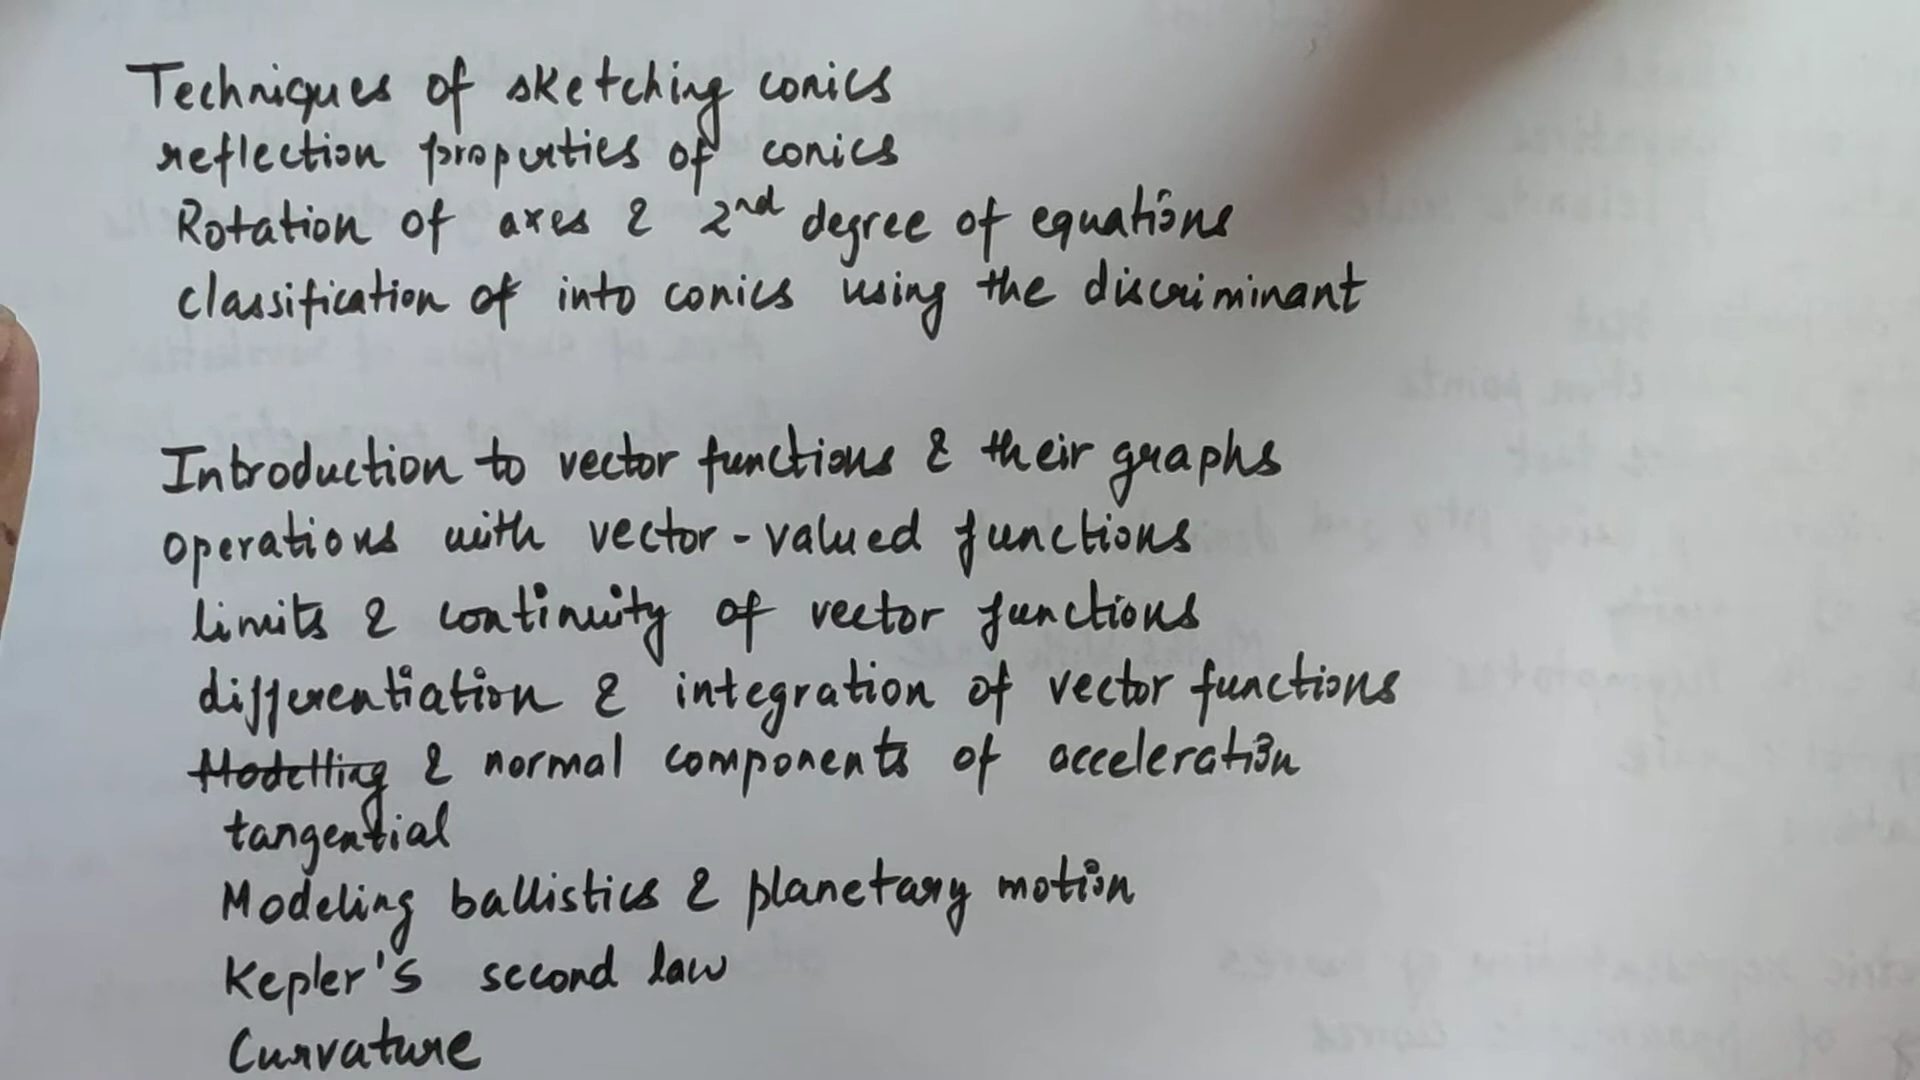 Techniques of sketching conics
reflection properties of conics
Rotation of axes & 2nd degree of equations
classification of into conics using the discriminant
Introduction to vector functions & their graphs
operations with vector-valued functions
limits & continuity of vector functions
differentiation & integration of vector functions
Modelling & normal components of acceleration
tangential
Modeling ballistics & planetary motion
Kepler's second law
Curvature